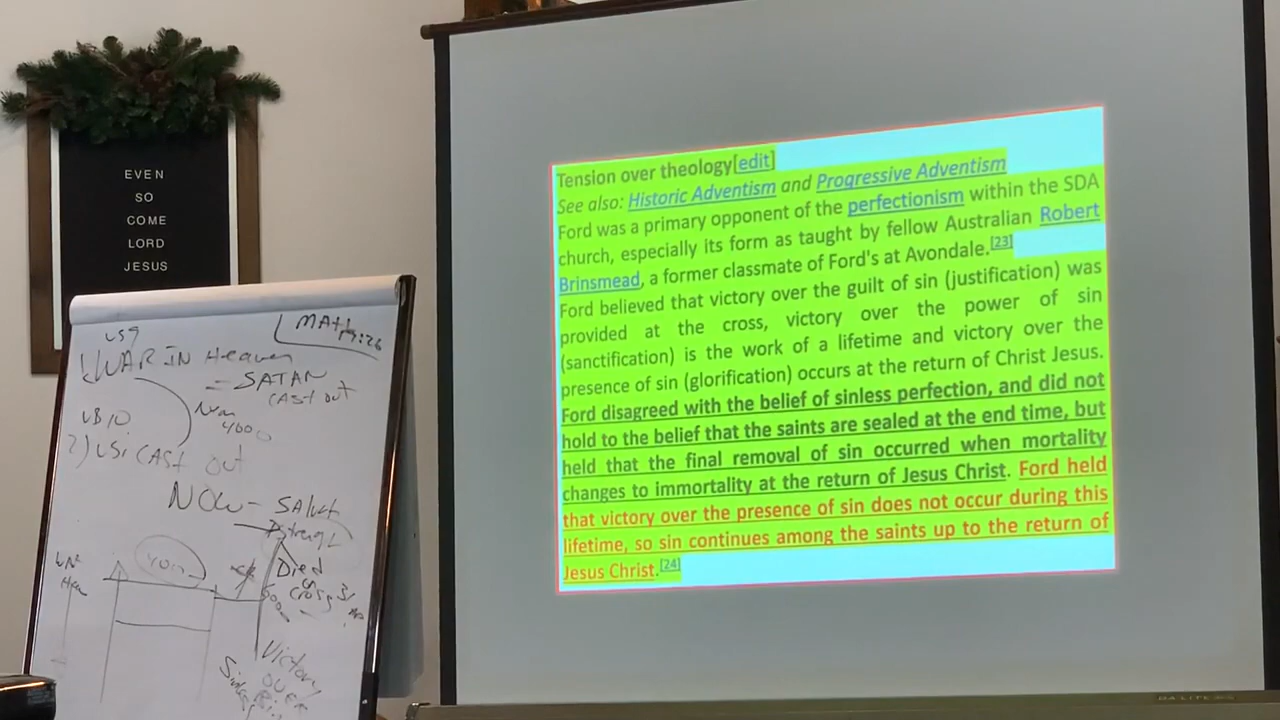 EVEN
SO
COME
LORD
JESUS
MATT
WAR IN Heaven
= SATAN
CAST OUT
2) CAST OUT
NOW - SALVAT
Died
on
Cross
Victory
OVER
Tension over theology[edit]
See also: Historic Adventism and Progressive Adventism
Ford was a primary opponent of the perfectionism within the SDA
church, especially its form as taught by fellow Australian Robert
Brinsmead, a former classmate of Ford's at Avondale.[23]
Ford believed that victory over the guilt of sin (justification) was
provided at the cross, victory over the power of sin
(sanctification) is the work of a lifetime and victory over the
presence of sin (glorification) occurs at the return of Christ Jesus.
Ford disagreed with the belief of sinless perfection, and did not
hold to the belief that the saints are sealed at the end time, but
held that the final removal of sin occurred when mortality
changes to immortality at the return of Jesus Christ. Ford held
that victory over the presence of sin does not occur during this
lifetime, so sin continues among the saints up to the return of
Jesus Christ.[24]